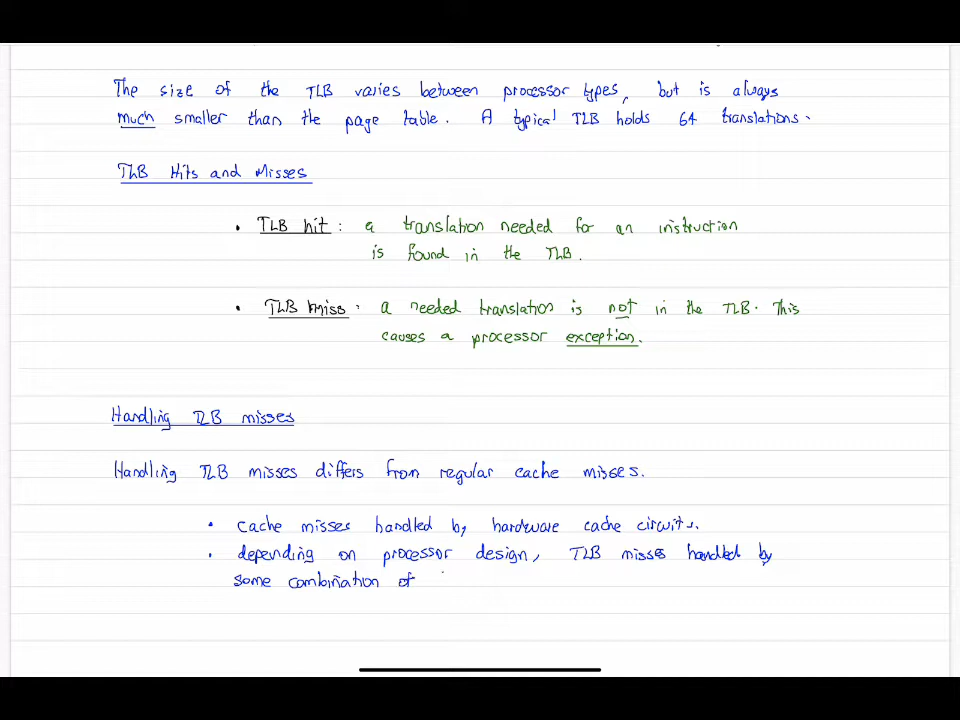 The size of the TLB varies between processor types, but is always
much smaller than the page table. A typical TLB holds 64 translations.
TLB Hits and Misses
• TLB hit: a translation needed for an instruction
is found in the TLB.
• TLB miss: a needed translation is not in the TLB. This
causes a processor exception.
Handling TLB misses
Handling TLB misses differs from regular cache misses.
• cache misses handled by hardware cache circuits.
• depending on processor design, TLB misses handled by
some combination of